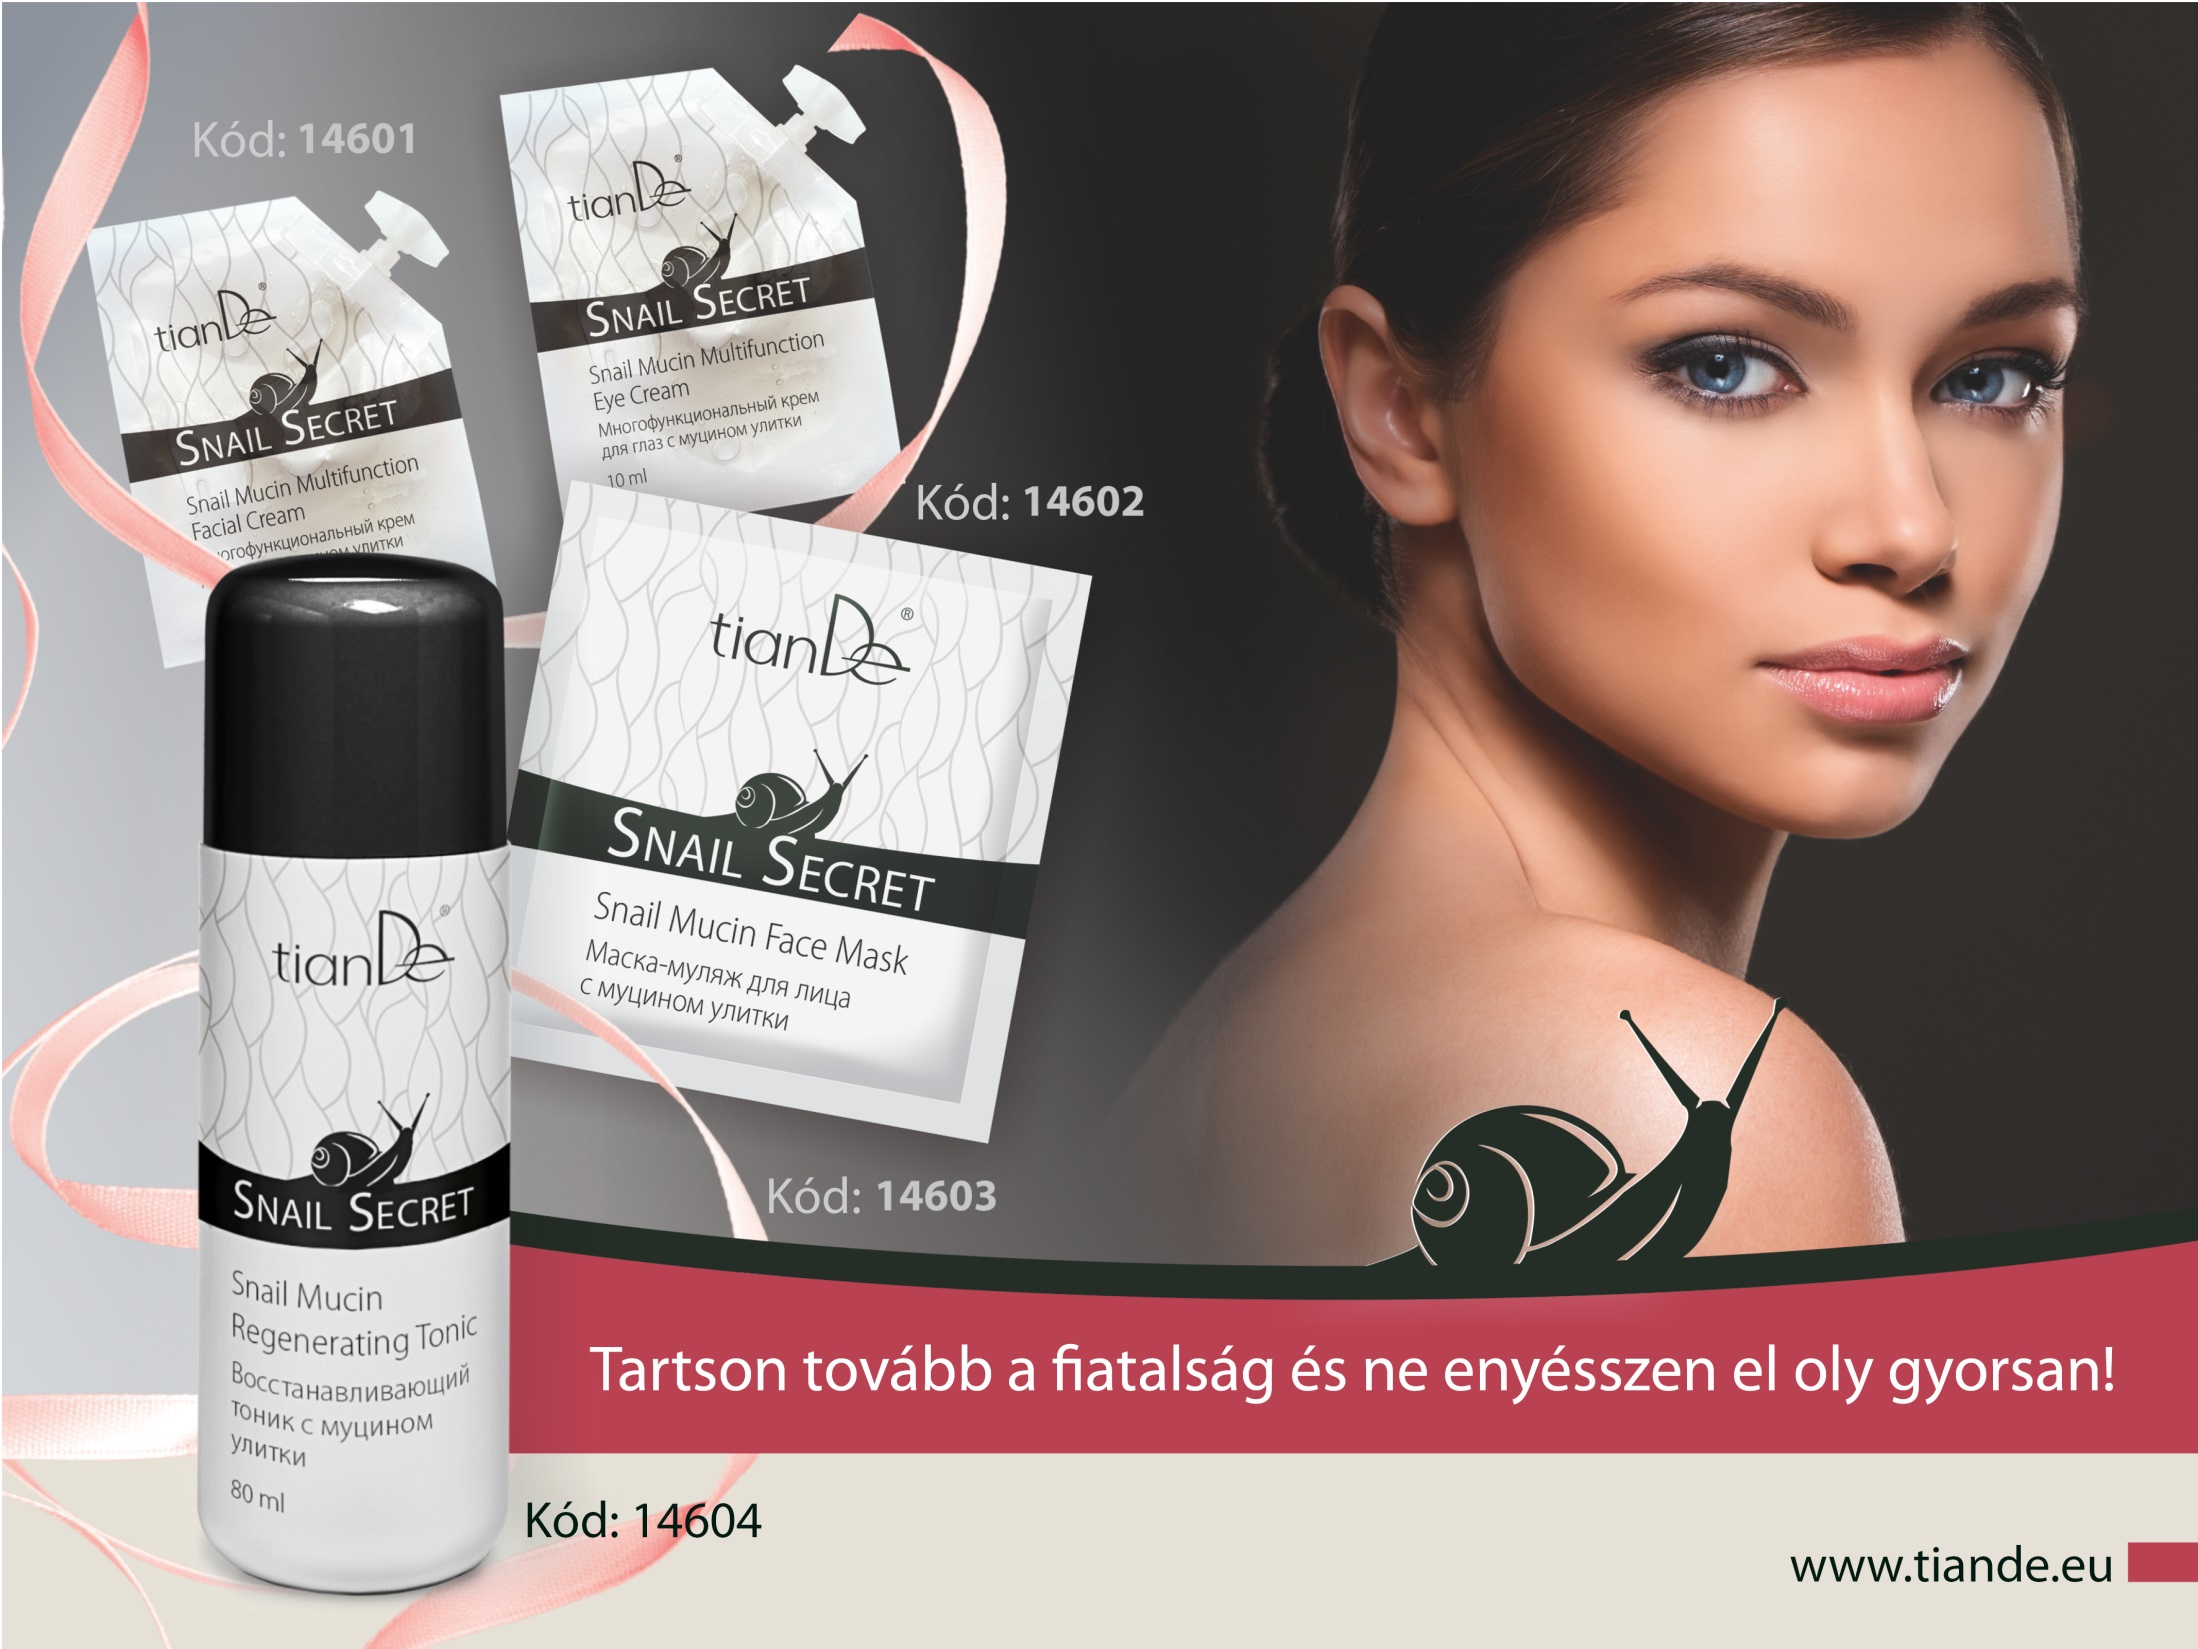 Kód: 14601
tianDe®
SNAIL SECRET
Snail Mucin Multifunction
Facial Cream
улитки
tianDe®
SNAIL SECRET
Snail Mucin Multifunction
Eye Cream
Многофункциональный крем
для глаз с муцином улитки
10 ml
Kód: 14602
tianDe®
SNAIL SECRET
Snail Mucin Face Mask
Маска-муляж для лица
с муцином улитки
Kód: 14603
tianDe®
SNAIL SECRET
Snail Mucin
Regenerating Tonic
Восстанавливающий
тоник с муцином
улитки
80 ml
Kód: 14604
Tartson tovább a fiatalság és ne enyésszen el oly gyorsan!
www.tiande.eu